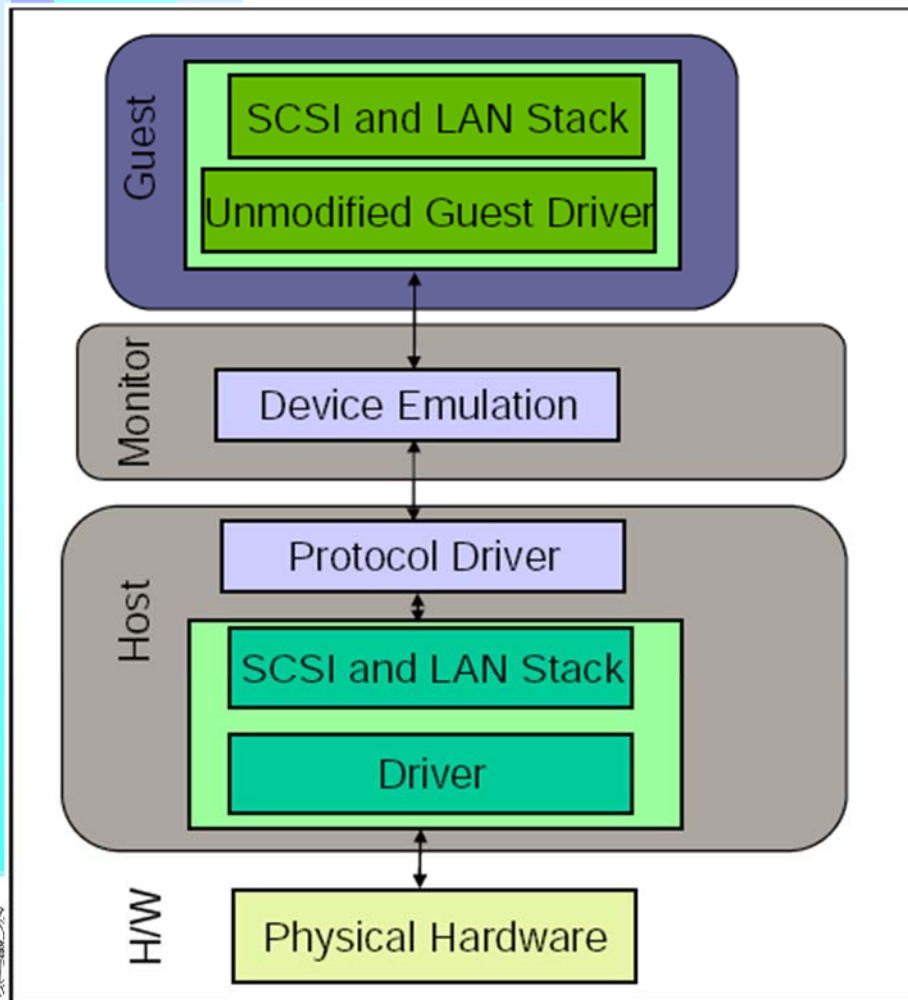 Guest
SCSI and LAN Stack
Unmodified Guest Driver
Monitor
Device Emulation
Host
Protocol Driver
SCSI and LAN Stack
Driver
H/W
Physical Hardware